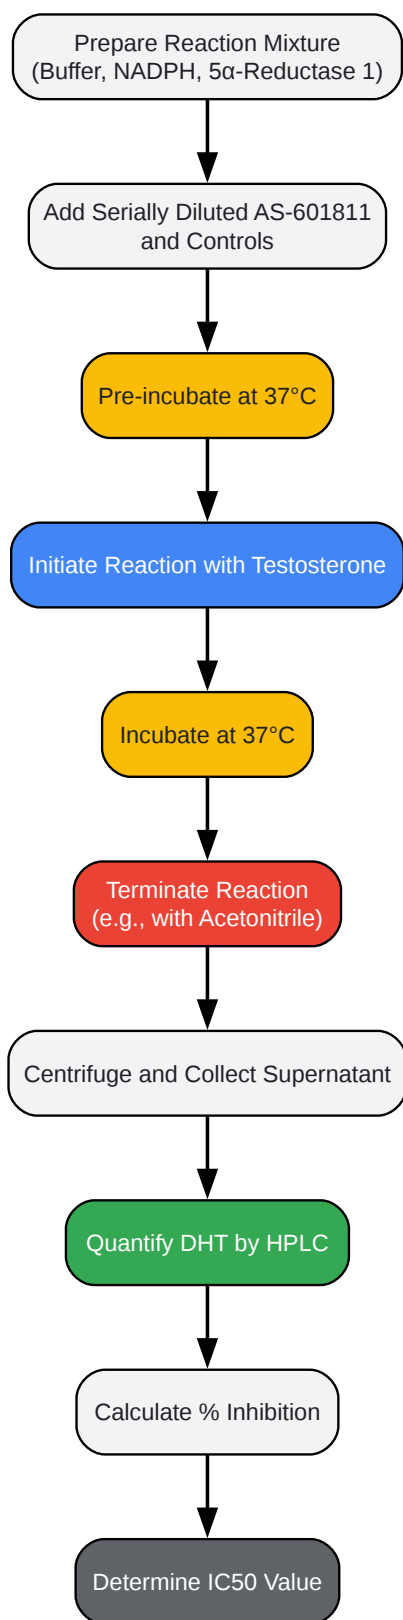 Prepare Reaction Mixture
(Buffer, NADPH, 5α-Reductase 1)
Add Serially Diluted AS-601811
and Controls
Pre-incubate at 37°C
Initiate Reaction with Testosterone
Incubate at 37°C
Terminate Reaction
(e.g., with Acetonitrile)
Centrifuge and Collect Supernatant
Quantify DHT by HPLC
Calculate % Inhibition
Determine IC50 Value